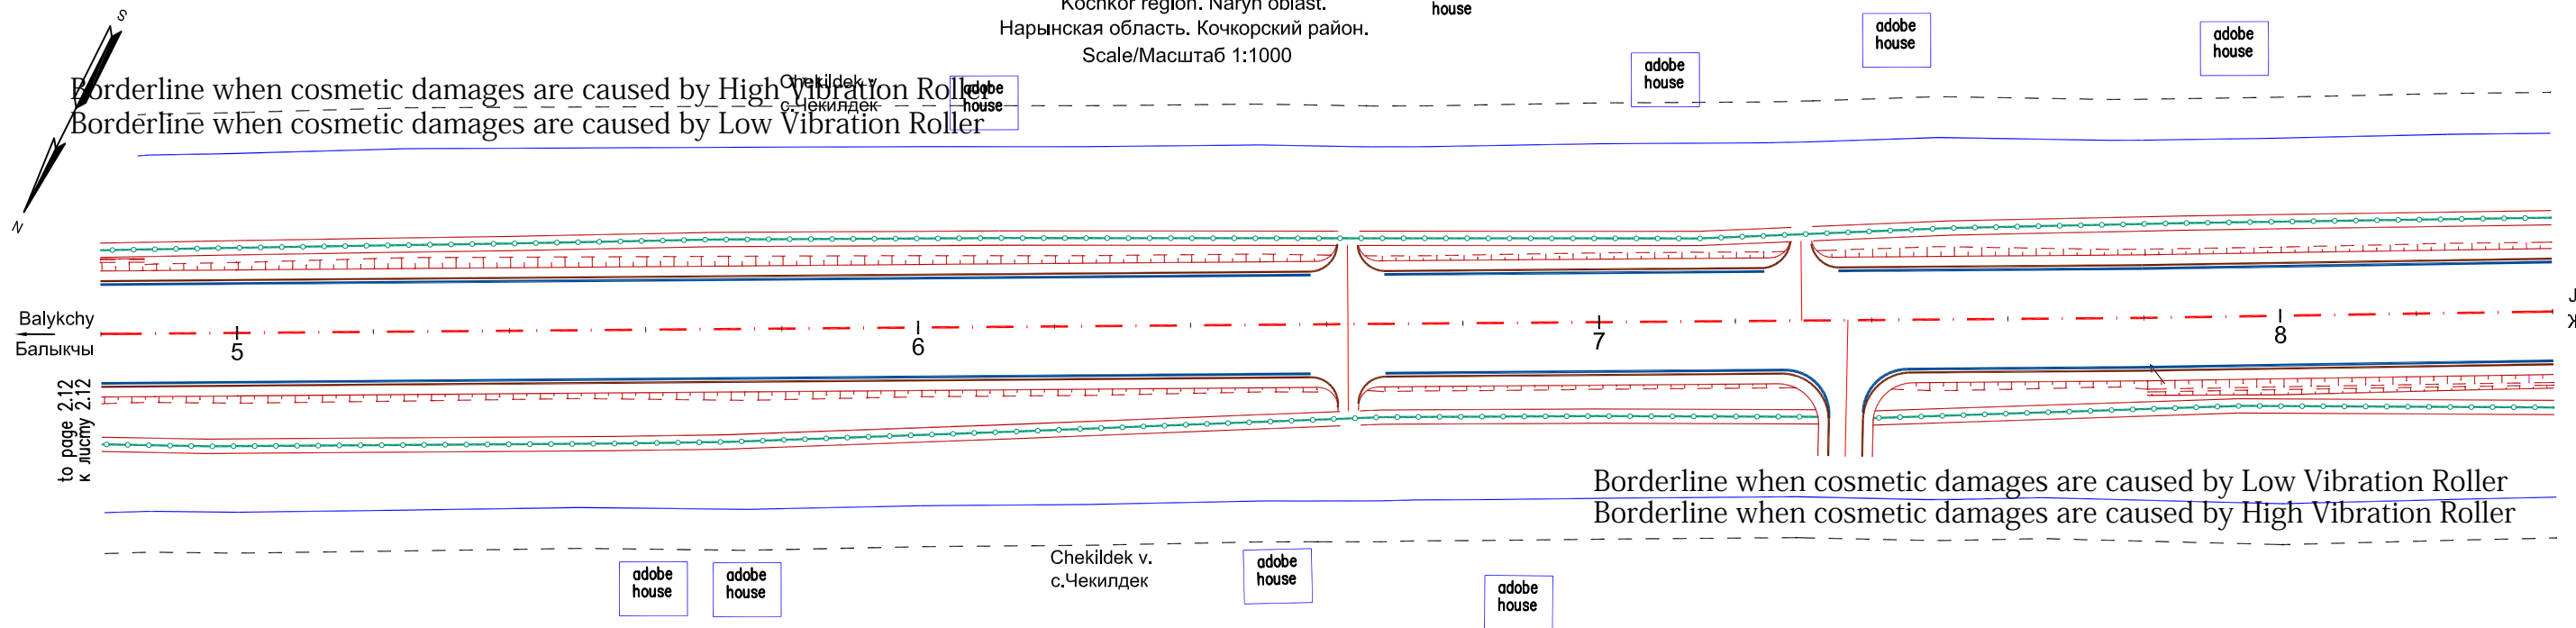 Kochkor region. Naryn oblast.
Нарынская область. Кочкорский район.
Scale/Масштаб 1:1000
house
adobe
house
adobe
house
adobe
house
S
N
Borderline when cosmetic damages are caused by High Vibration Roller
Borderline when cosmetic damages are caused by Low Vibration Roller
Chekildek v.
с.Чекилдек
adobe
house
Balykchy
Балыкчы
5
6
7
8
J
Ж
to page 2.12
к листу 2.12
Borderline when cosmetic damages are caused by Low Vibration Roller
Borderline when cosmetic damages are caused by High Vibration Roller
Chekildek v.
с.Чекилдек
adobe
house
adobe
house
adobe
house
adobe
house